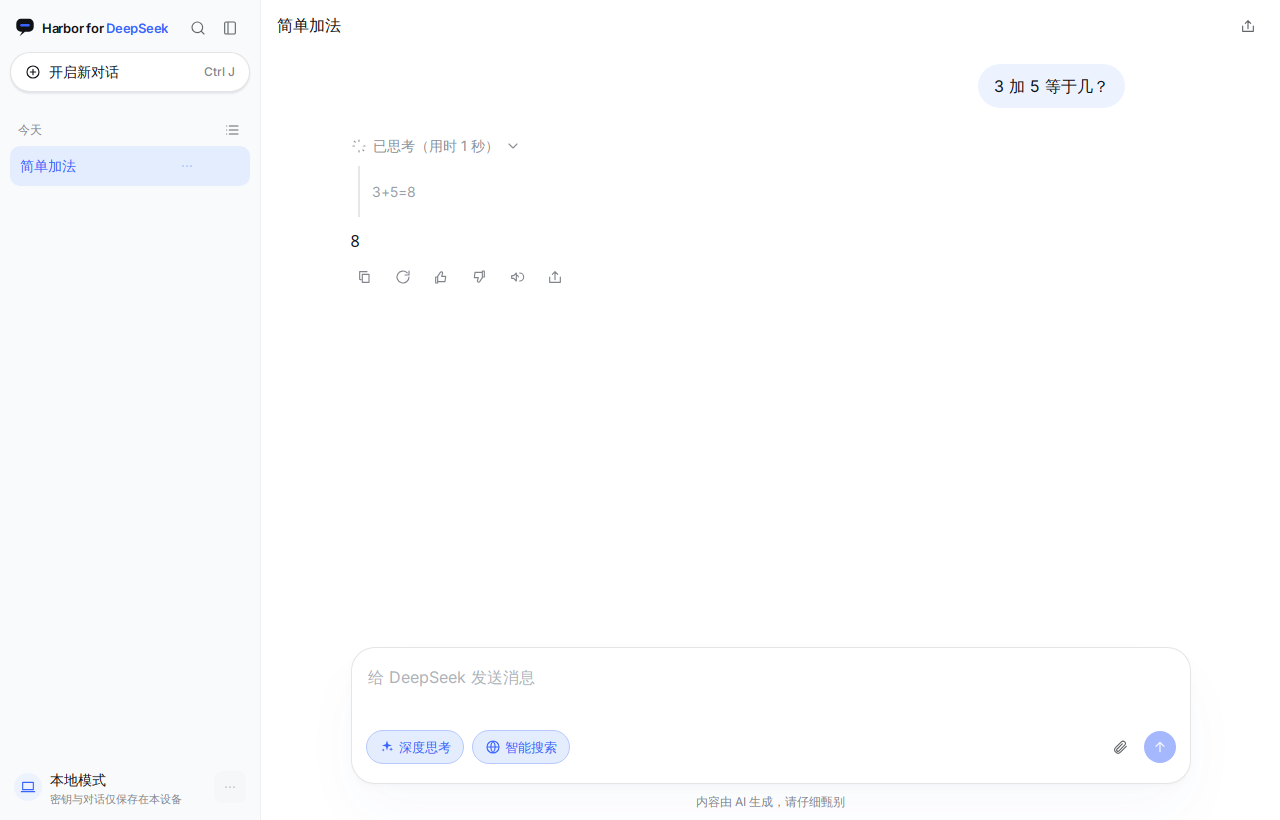 Harbor for DeepSeek
开启新对话 Ctrl J
今天
简单加法
本地模式
密钥与对话仅保存在本设备
简单加法
3 加 5 等于几？
已思考（用时 1 秒）
3+5=8
8
给 DeepSeek 发送消息
深度思考 智能搜索
内容由 AI 生成，请仔细甄别